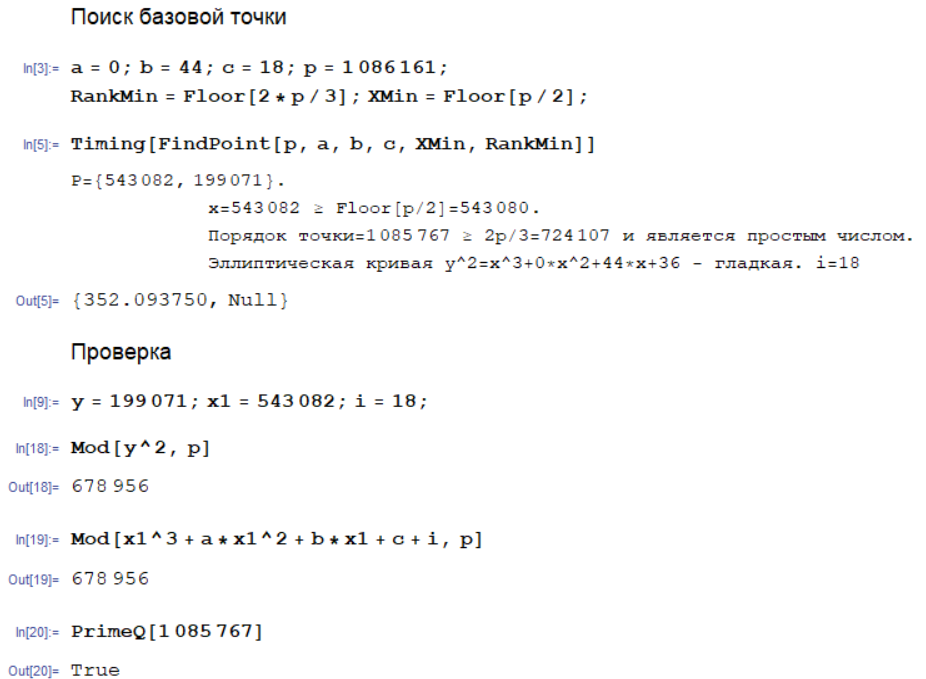 Поиск базовой точки
In[3]:= a = 0; b = 44; c = 18; p = 1 086 161;
RankMin = Floor[2 * p / 3]; XMin = Floor[p / 2];
In[5]:= Timing[FindPoint[p, a, b, c, XMin, RankMin]]
P={543 082, 199 071}.
x=543 082 ≥ Floor[p/2]=543 080.
Порядок точки=1 085 767 ≥ 2p/3=724 107 и является простым числом.
Эллиптическая кривая y^2=x^3+0*x^2+44*x+36 - гладкая. i=18
Out[5]= {352.093750, Null}
Проверка
In[9]:= y = 199 071; x1 = 543 082; i = 18;
In[18]:= Mod[y^2, p]
Out[18]= 678 956
In[19]:= Mod[x1^3 + a * x1^2 + b * x1 + c + i, p]
Out[19]= 678 956
In[20]:= PrimeQ[1 085 767]
Out[20]= True